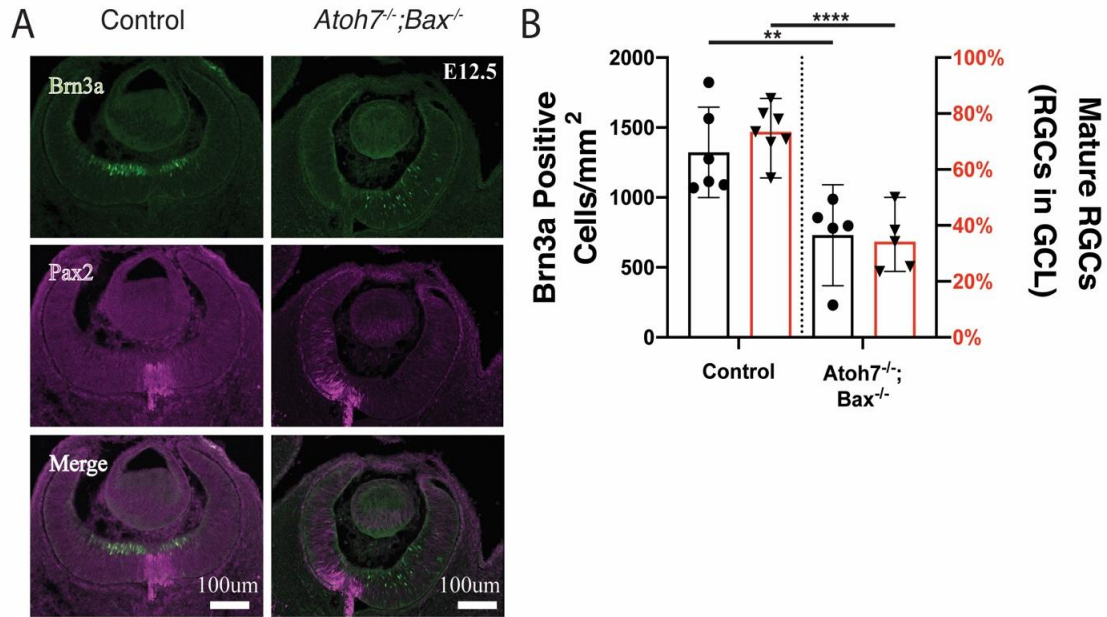 A
Control
Atoh7-/-;Bax-/-
Brn3a
E12.5
Pax2
Merge
100um
100um
B
**
****
Brn3a Positive
Cells/mm²
2000
1500
1000
500
0
100%
80%
60%
40%
20%
0%
Mature RGCs
(RGCs in GCL)
Control
Atoh7-/-;
Bax-/-